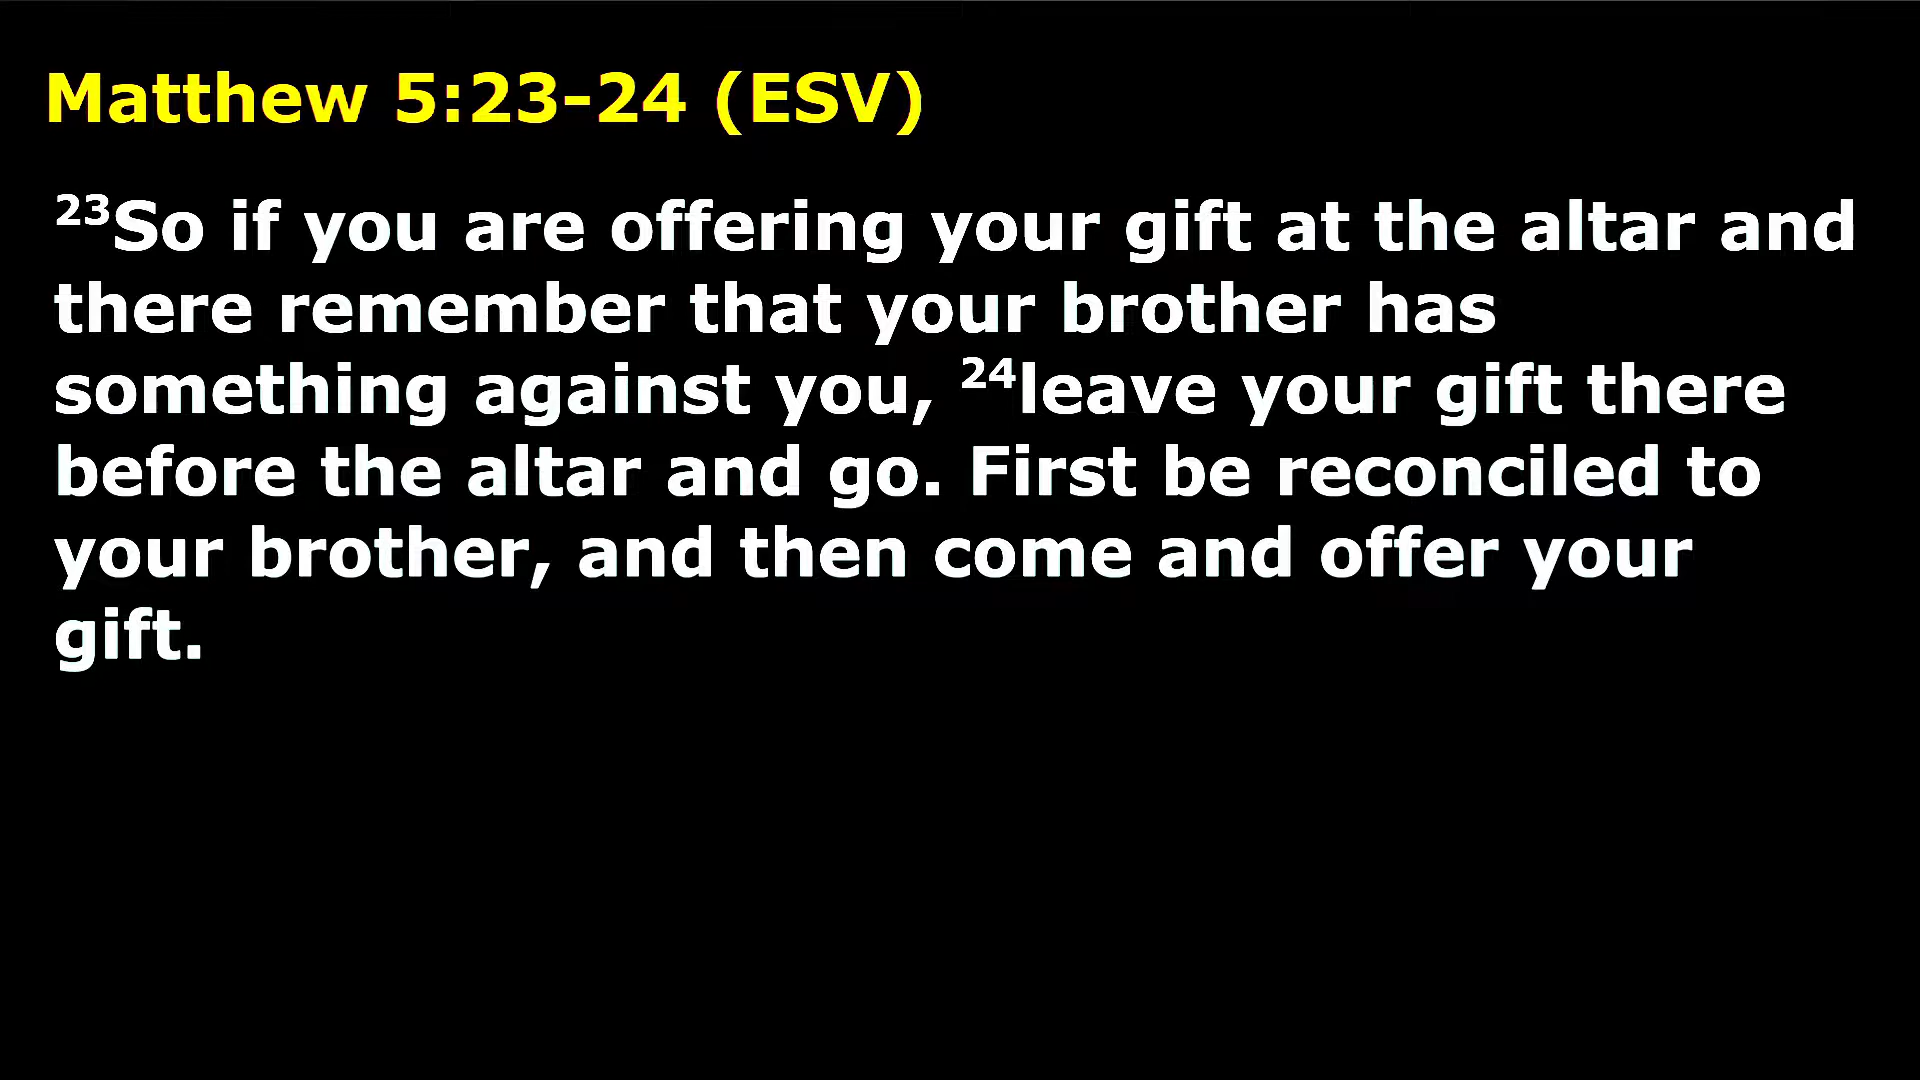 Matthew 5:23-24 (ESV)
²³So if you are offering your gift at the altar and
there remember that your brother has
something against you, ²⁴leave your gift there
before the altar and go. First be reconciled to
your brother, and then come and offer your
gift.